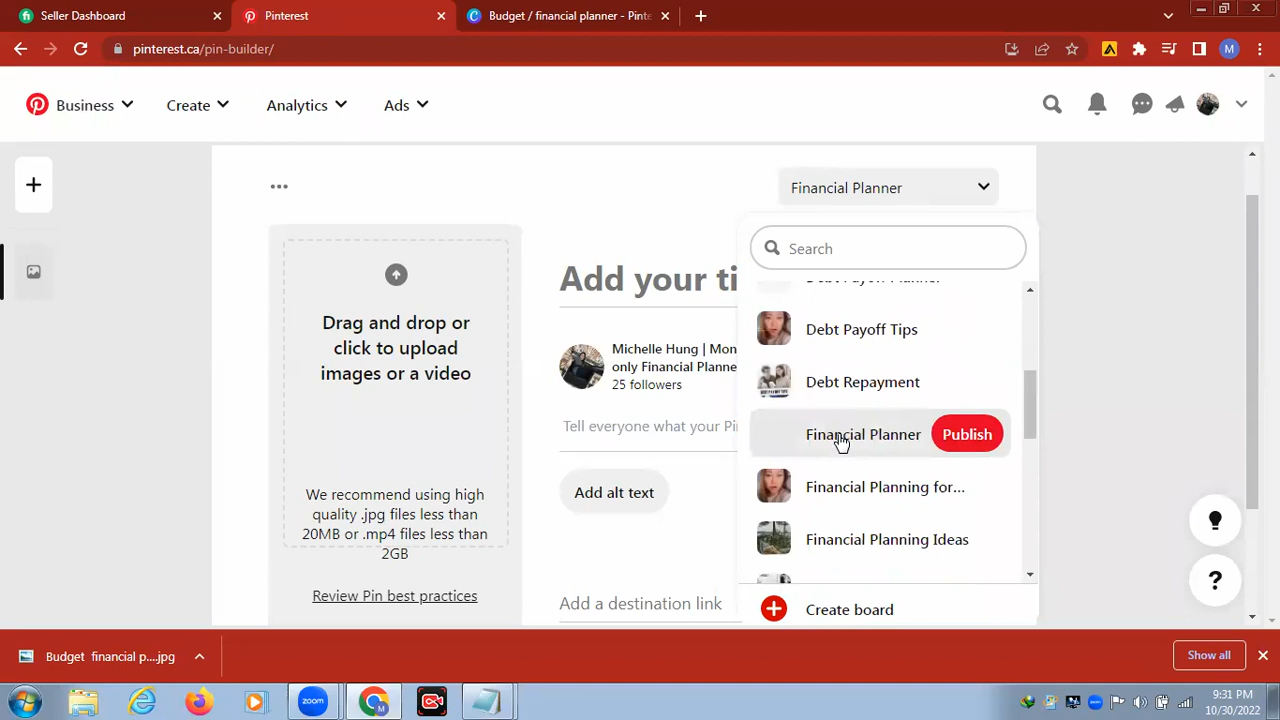 Seller Dashboard
Pinterest
Budget / financial planner - Pinte
pinterest.ca/pin-builder/
M
Business
Create
Analytics
Ads
Financial Planner
Search
Drag and drop or
click to upload
images or a video
We recommend using high
quality .jpg files less than
20MB or .mp4 files less than
2GB
Review Pin best practices
Add your ti
Michelle Hung | Mon
only Financial Planne
25 followers
Tell everyone what your Pi
Add alt text
Add a destination link
Debt Payoff Planner
Debt Payoff Tips
Debt Repayment
Financial Planner
Publish
Financial Planning for...
Financial Planning Ideas
Create board
?
Budget financial p....jpg
Show all
zoom
9:31 PM
10/30/2022